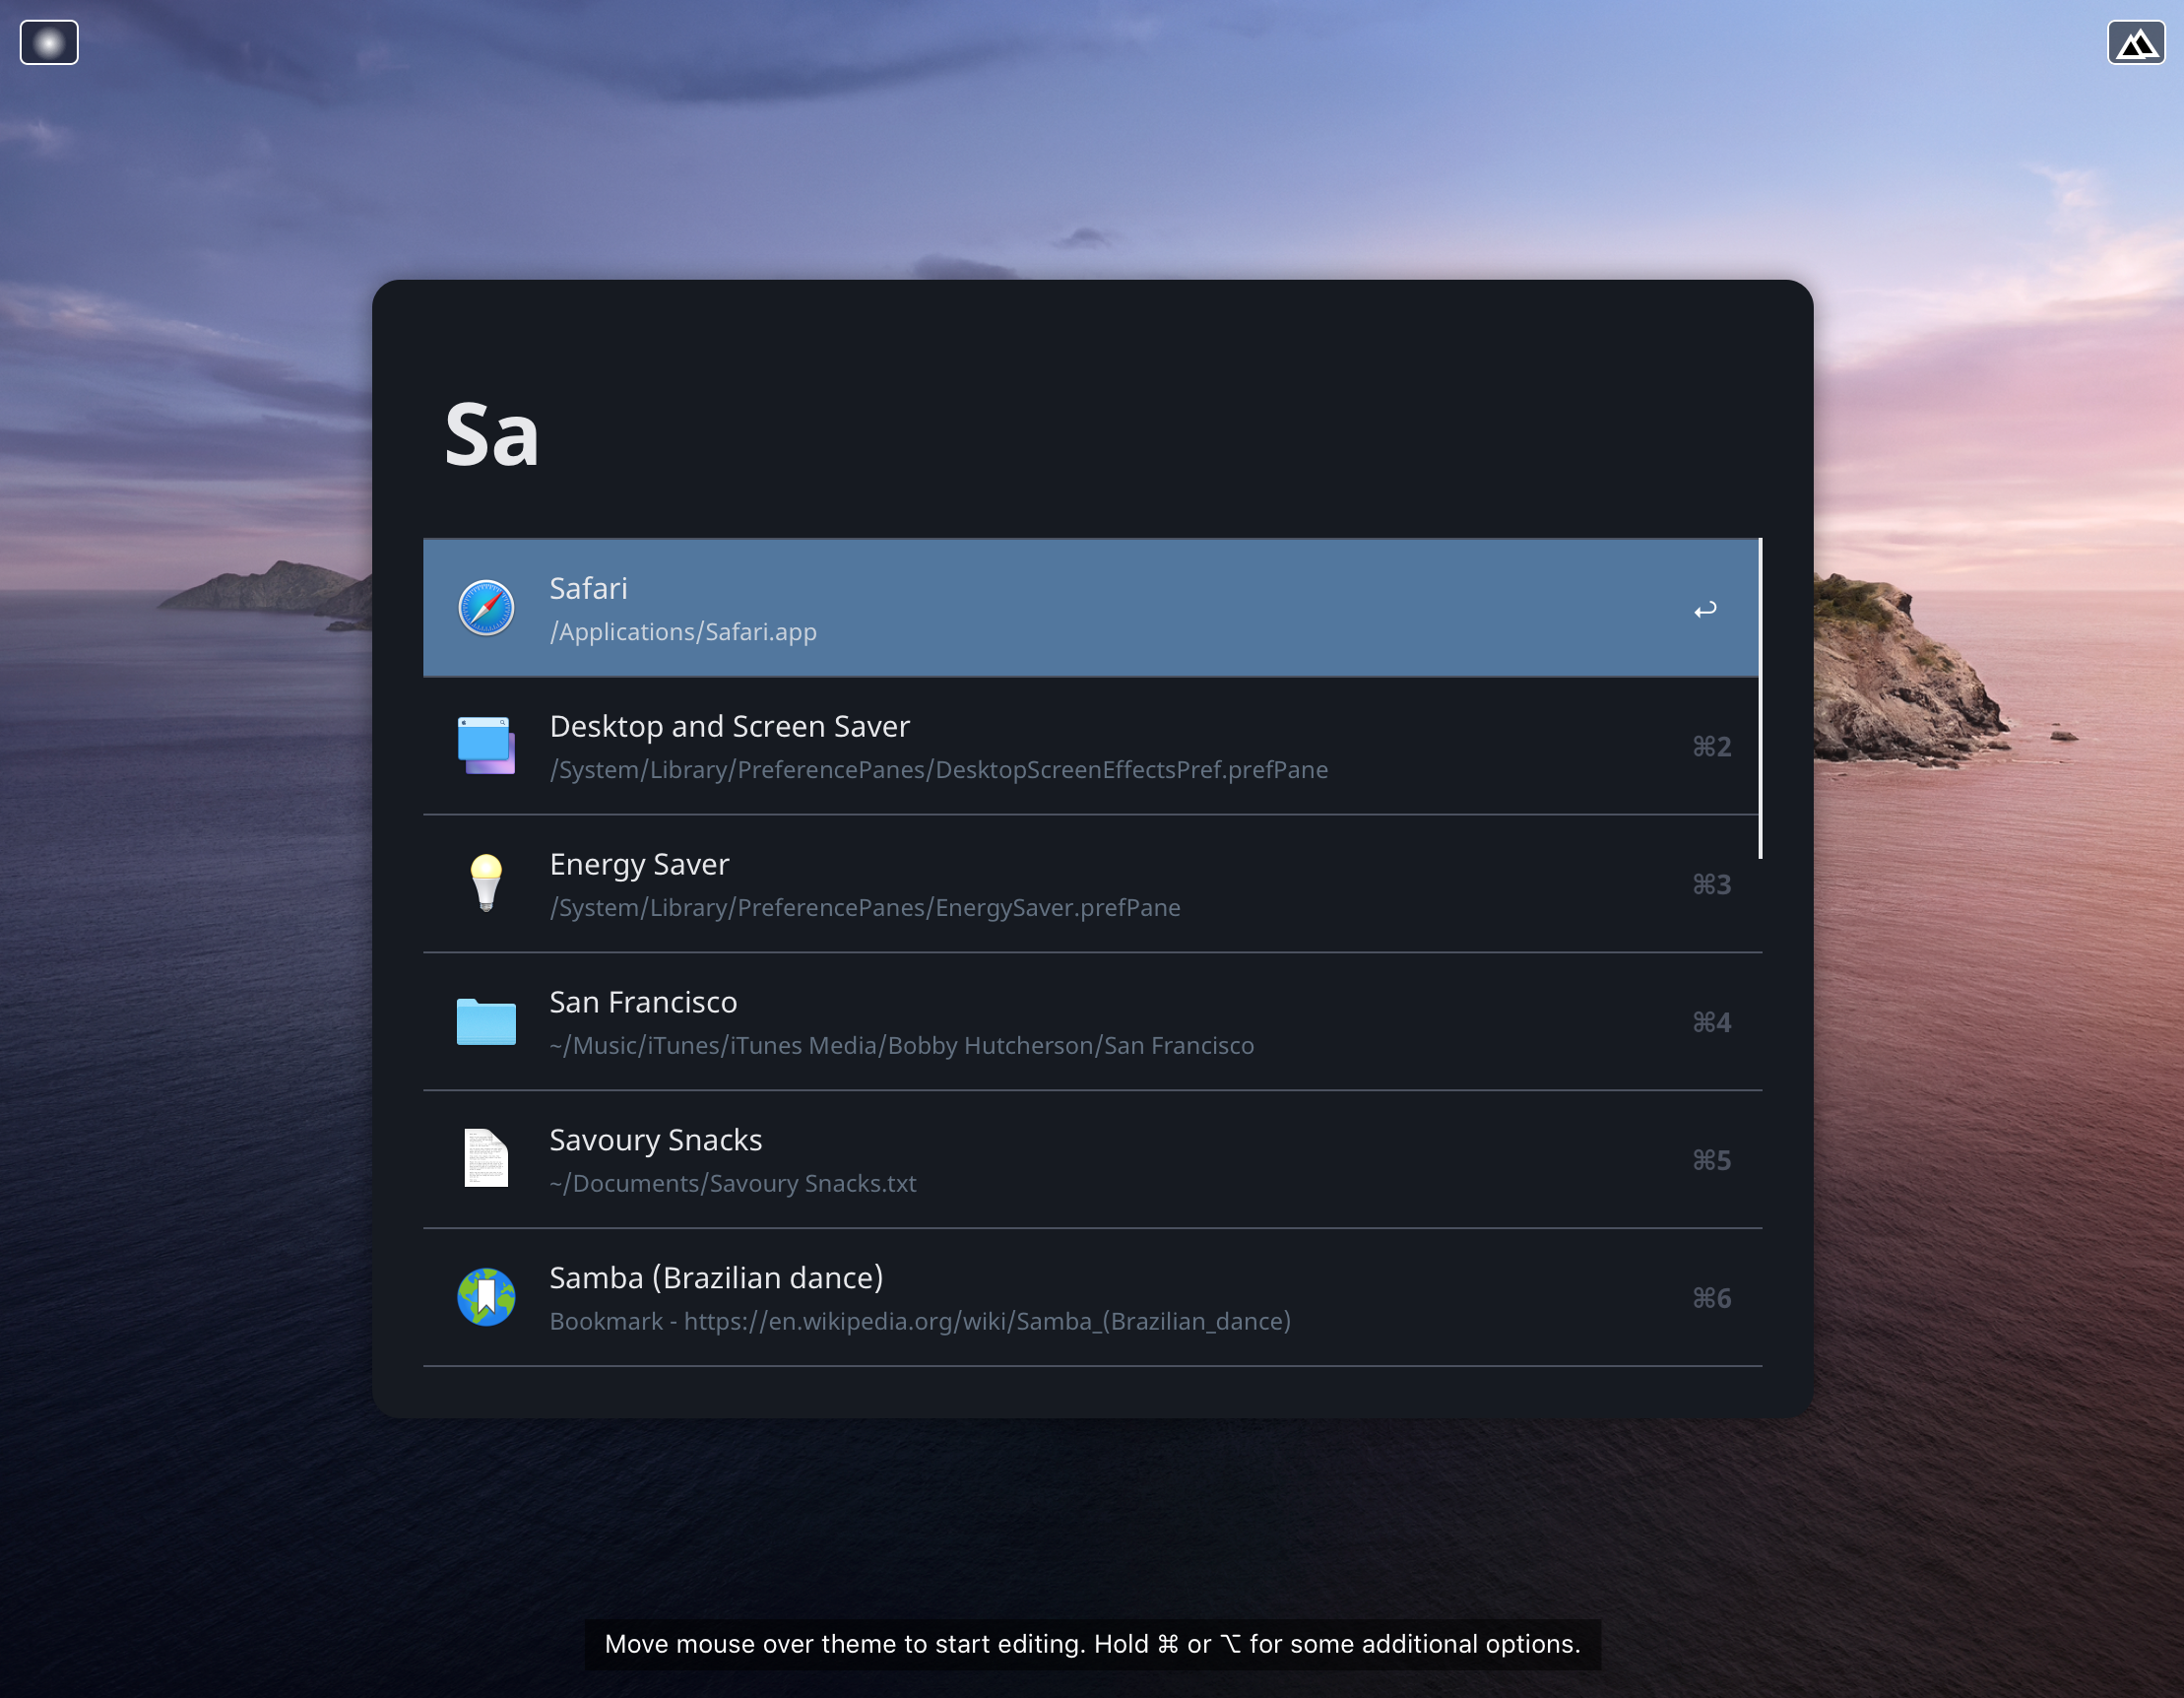 Sa
Safari
/Applications/Safari.app
↩
Desktop and Screen Saver
/System/Library/PreferencePanes/DesktopScreenEffectsPref.prefPane
⌘2
Energy Saver
/System/Library/PreferencePanes/EnergySaver.prefPane
⌘3
San Francisco
~/Music/iTunes/iTunes Media/Bobby Hutcherson/San Francisco
⌘4
Savoury Snacks
~/Documents/Savoury Snacks.txt
⌘5
Samba (Brazilian dance)
Bookmark - https://en.wikipedia.org/wiki/Samba_(Brazilian_dance)
⌘6
Move mouse over theme to start editing. Hold ⌘ or ⌥ for some additional options.